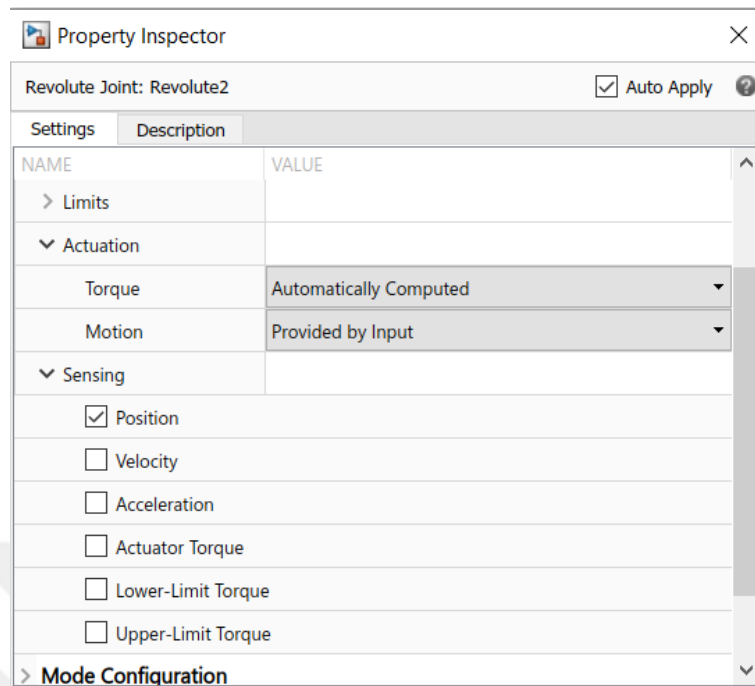 Property Inspector
Revolute Joint: Revolute2 Auto Apply
Settings Description
NAME VALUE
Limits
Actuation
Torque Automatically Computed
Motion Provided by Input
Sensing
Position
Velocity
Acceleration
Actuator Torque
Lower-Limit Torque
Upper-Limit Torque
Mode Configuration